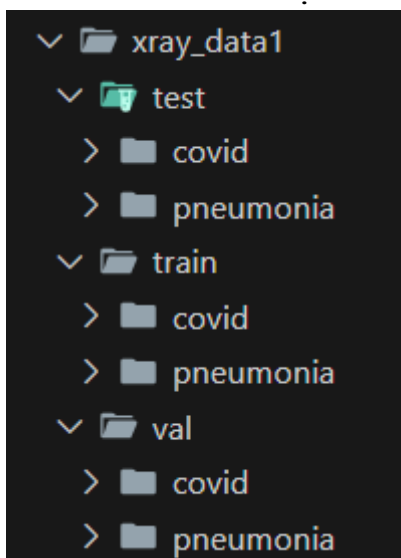 xray_data1
test
covid
pneumonia
train
covid
pneumonia
val
covid
pneumonia